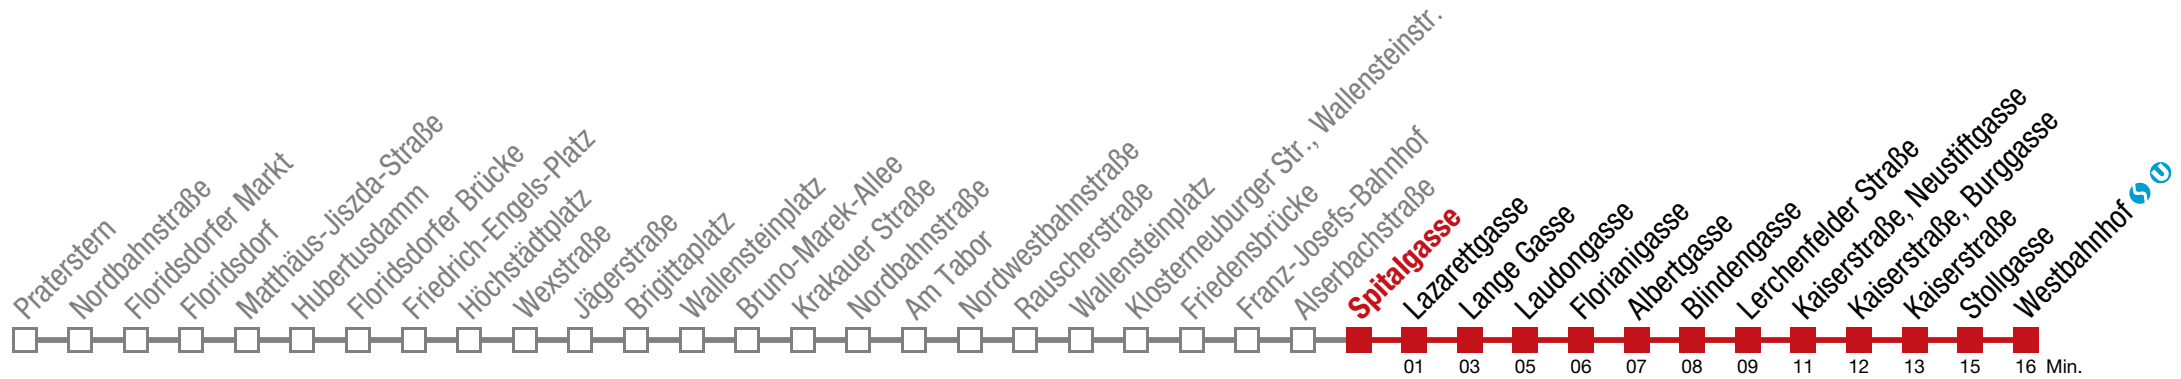 Praterstern
Nordbahnstraße
Floridsdorfer Markt
Floridsdorf
Matthäus-Jiszda-Straße
Hubertusdamm
Floridsdorfer Brücke
Friedrich-Engels-Platz
Höchstädtplatz
Wexstraße
Jägerstraße
Brigittaplatz
Wallensteinplatz
Bruno-Marek-Allee
Krakauer Straße
Nordbahnstraße
Am Tabor
Nordwestbahnstraße
Rauscherstraße
Wallensteinplatz
Klosterneuburger Str., Wallensteinstr.
Friedensbrücke
Franz-Josefs-Bahnhof
Alserbachstraße
Spitalgasse
Lazarettgasse
Lange Gasse
Laudongasse
Florianigasse
Albertgasse
Blindengasse
Lerchenfelder Straße
Kaiserstraße, Neustiftgasse
Kaiserstraße, Burggasse
Kaiserstraße
Stollgasse
Westbahnhof S U
01 03 05 06 07 08 09 11 12 13 15 16 Min.